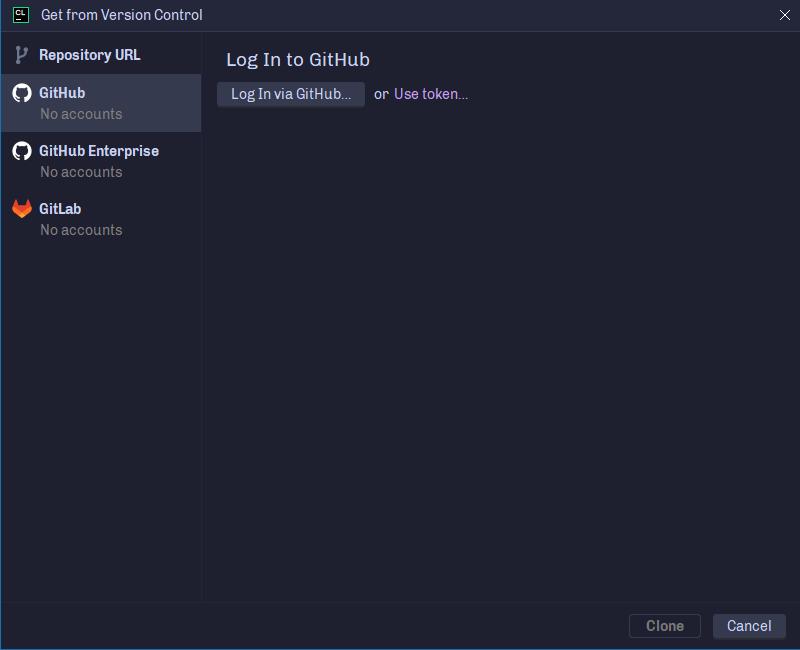 CL Get from Version Control
Repository URL
GitHub
No accounts
GitHub Enterprise
No accounts
GitLab
No accounts
Log In to GitHub
Log In via GitHub... or Use token...
Clone Cancel